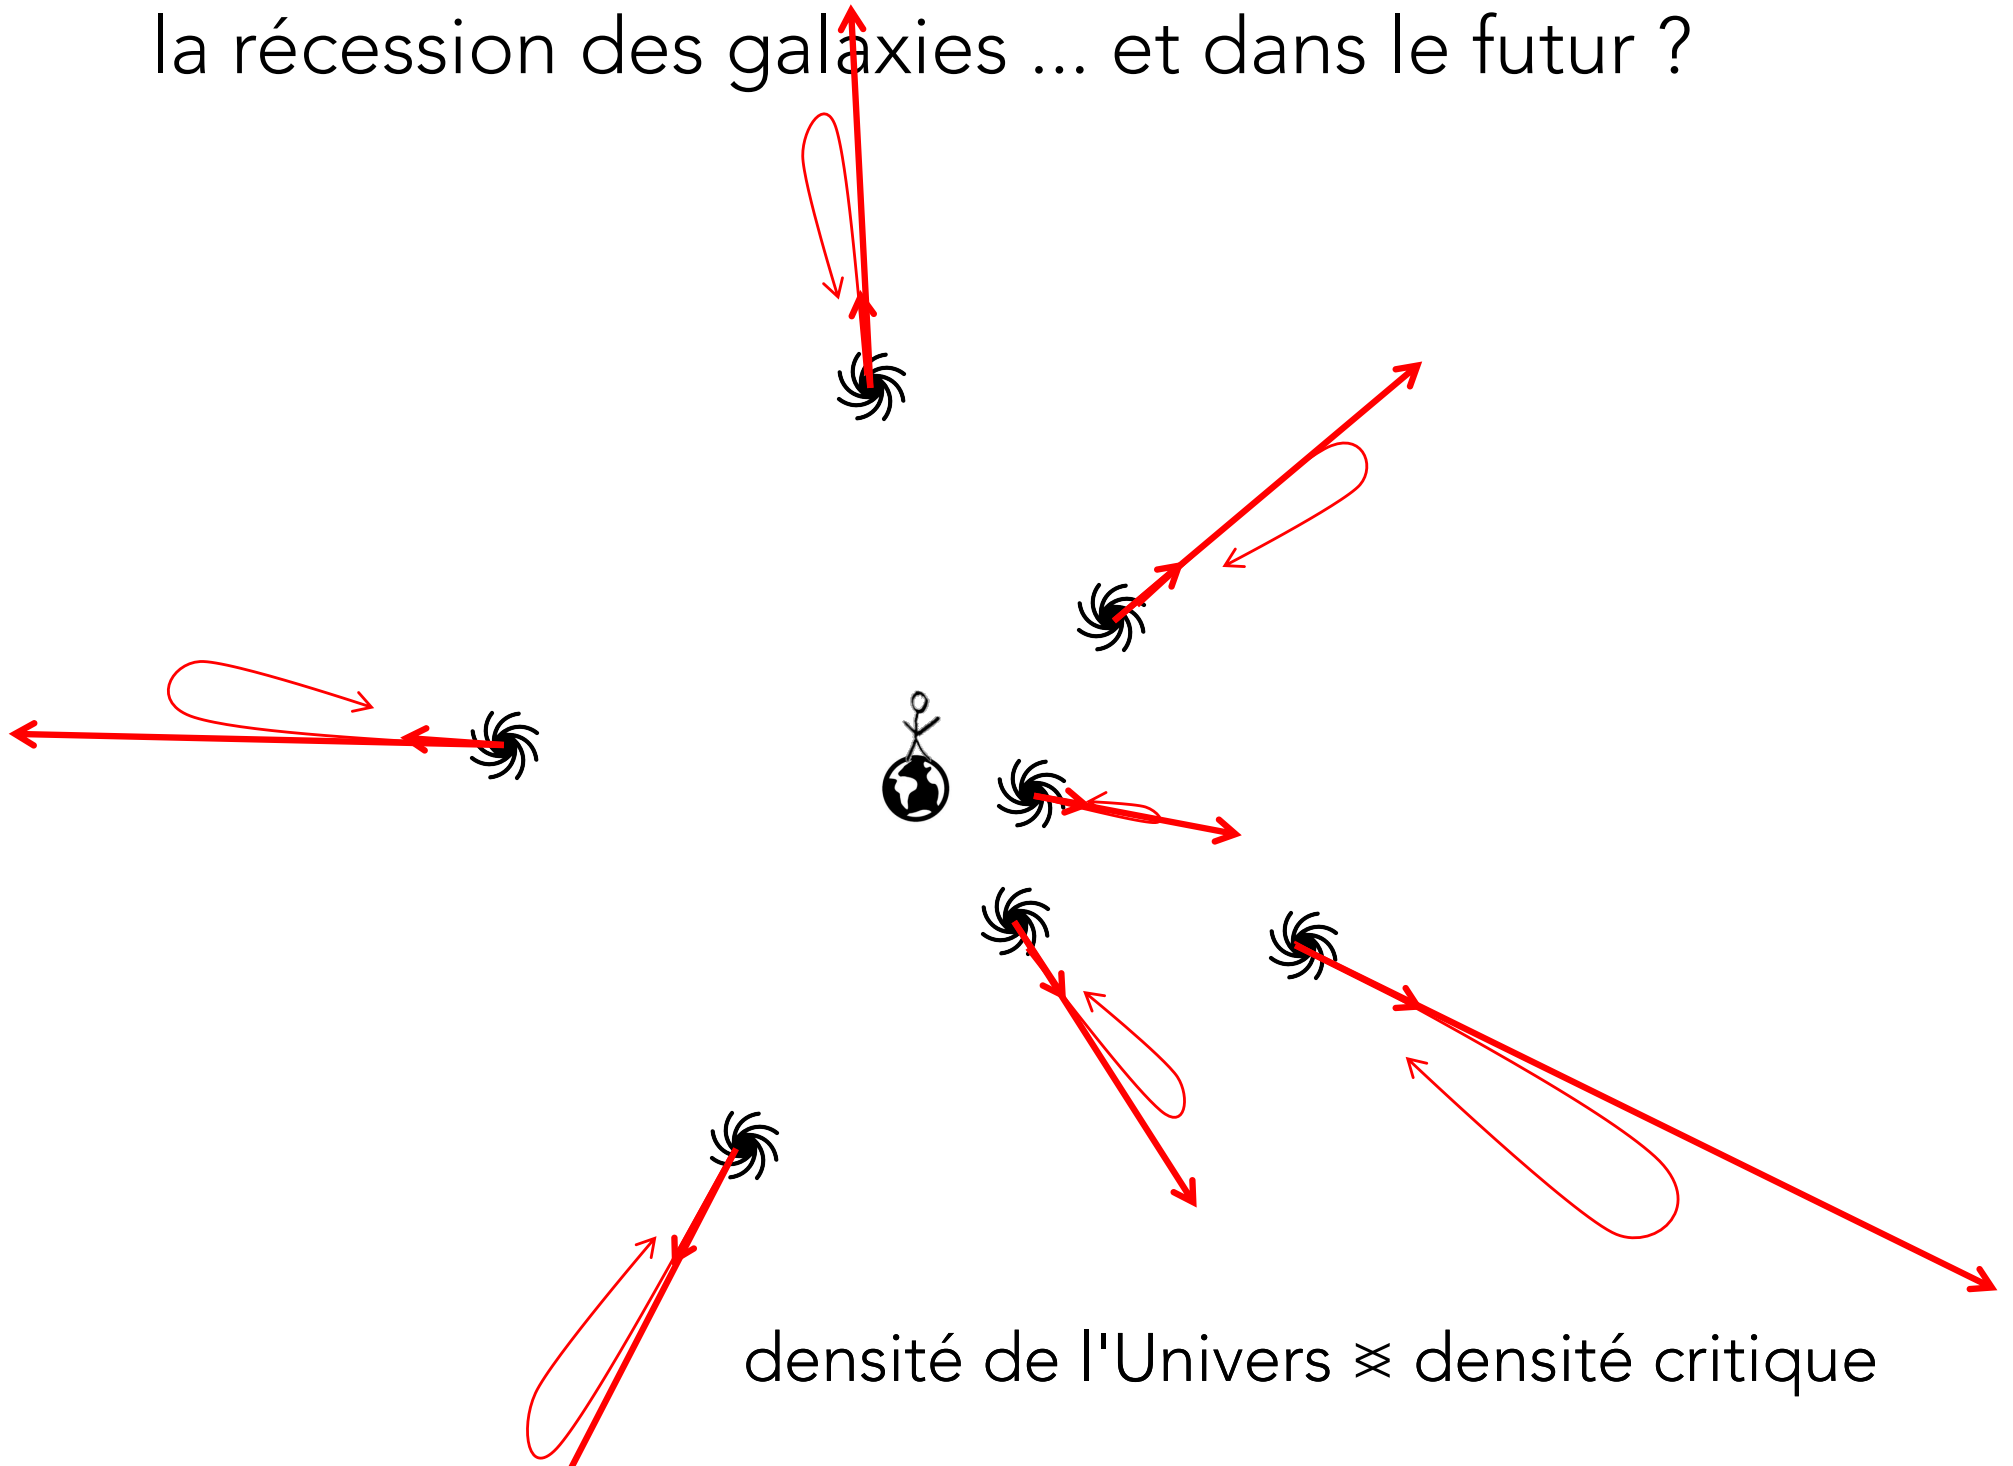 la récession des galaxies ... et dans le futur ?
densité de l'Univers ⪥ densité critique